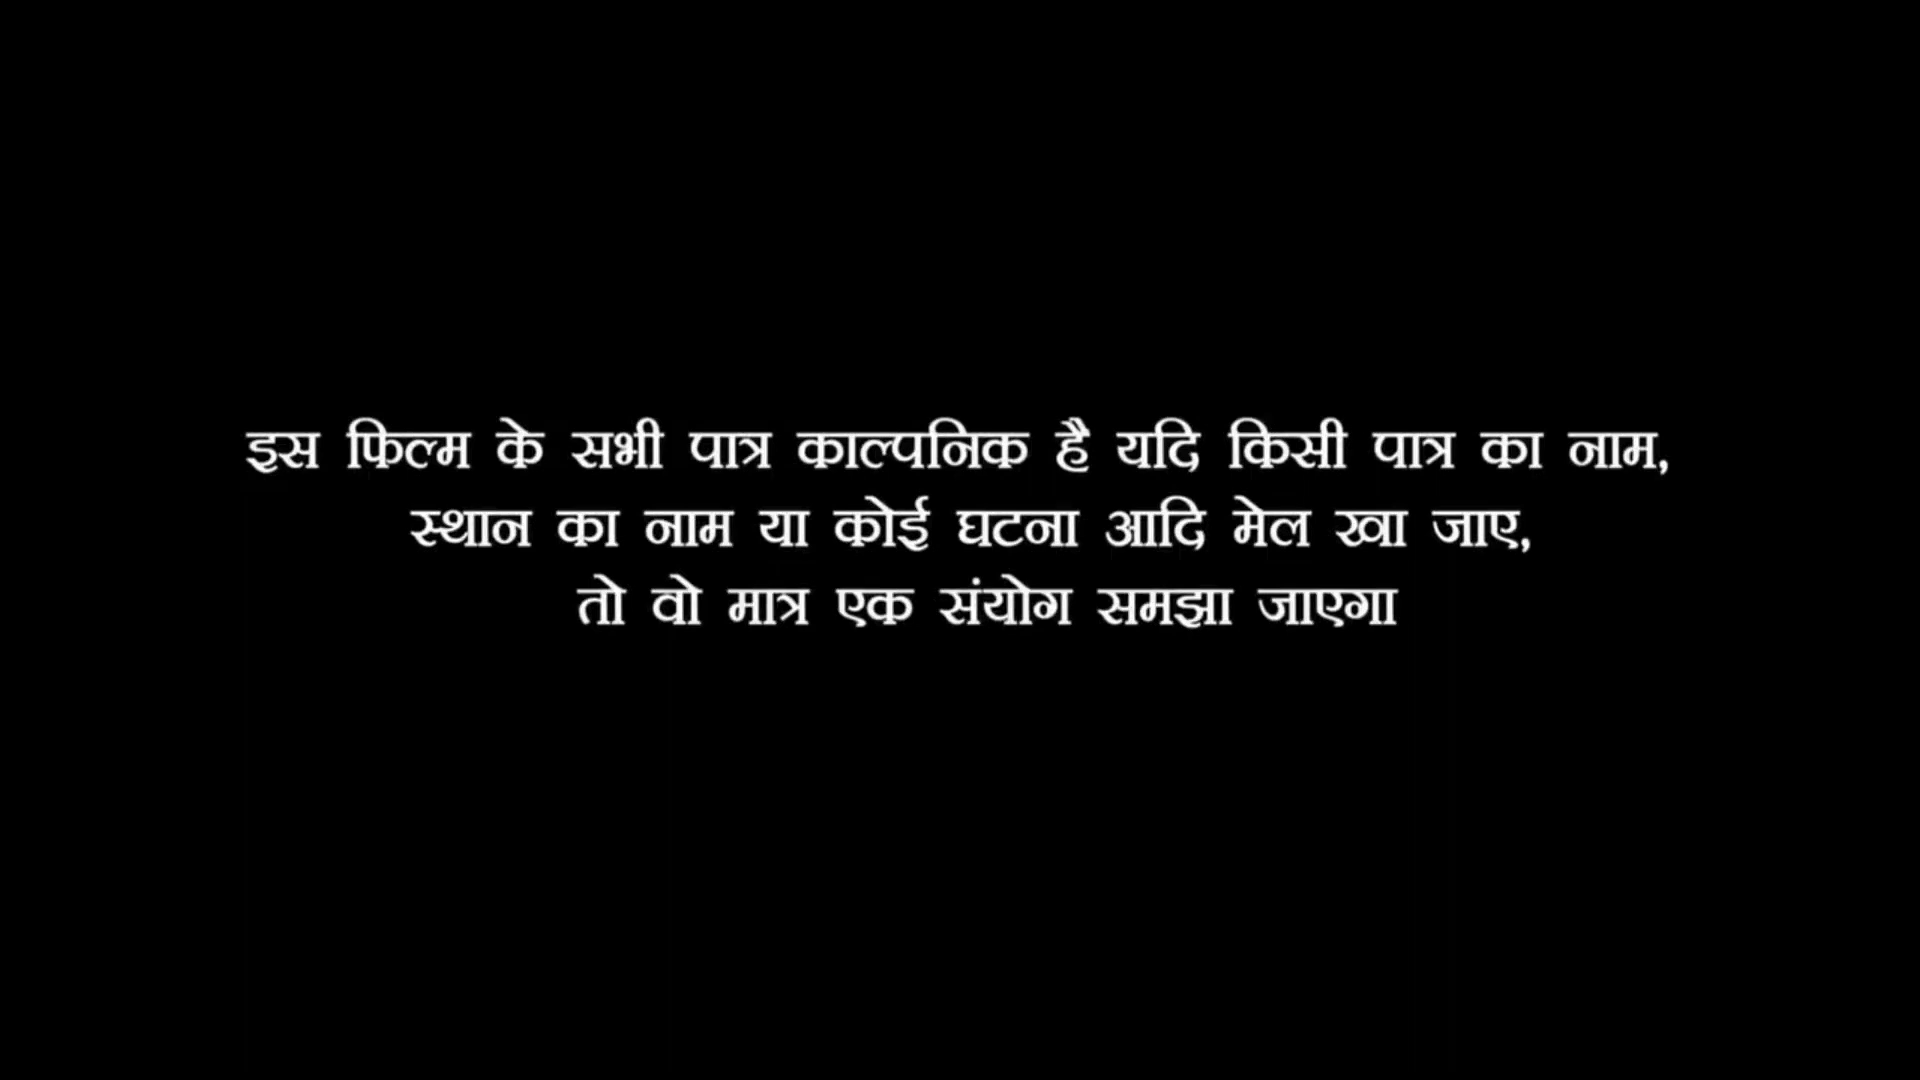 इस फिल्म के सभी पात्र काल्पनिक है यदि किसी पात्र का नाम,
स्थान का नाम या कोई घटना आदि मेल खा जाए,
तो वो मात्र एक संयोग समझा जाएगा